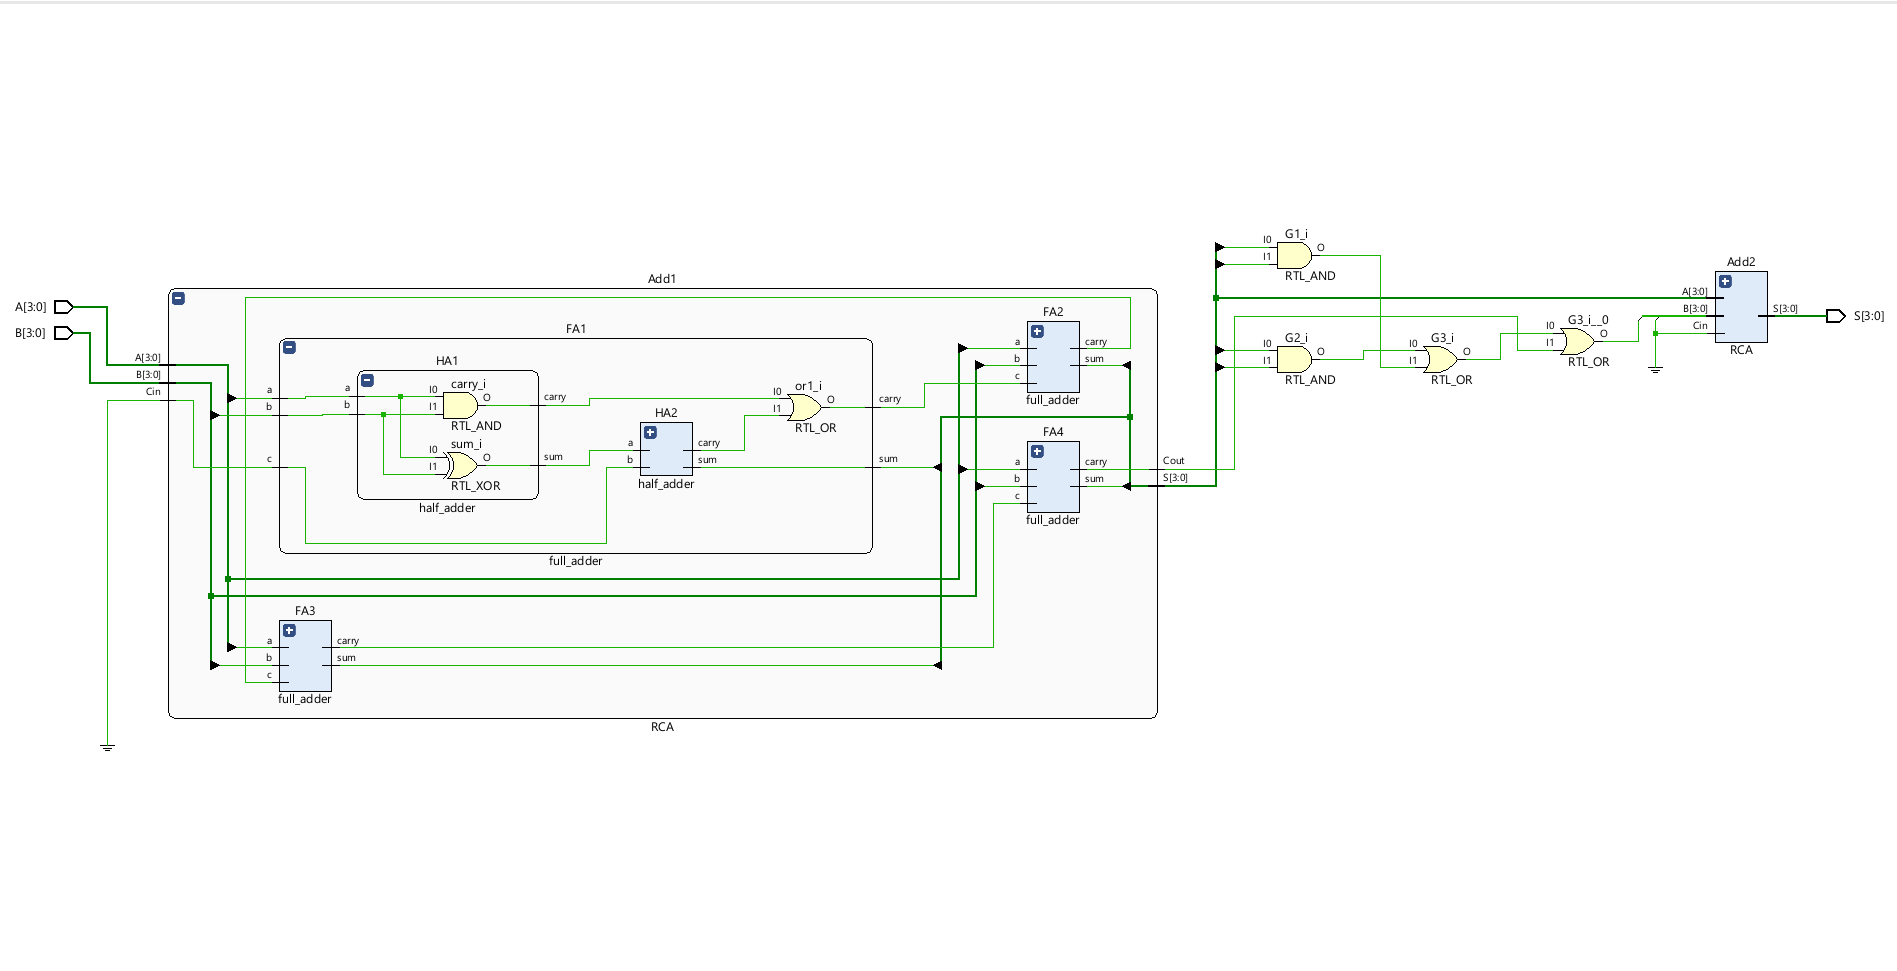 A[3:0]
B[3:0]
Add1
A[3:0]
B[3:0]
Cin
FA1
a
b
c
HA1
a
b
carry_i
I0
I1
O
RTL_AND
sum_i
I0
I1
O
RTL_XOR
carry
sum
half_adder
HA2
a
b
carry
sum
half_adder
or1_i
I0
I1
O
RTL_OR
carry
sum
full_adder
FA2
a
b
c
carry
sum
full_adder
FA4
a
b
c
carry
sum
full_adder
FA3
a
b
c
carry
sum
full_adder
Cout
S[3:0]
RCA
G1_i
I0
I1
O
RTL_AND
G2_i
I0
I1
O
RTL_AND
G3_i
I0
I1
O
RTL_OR
G3_i__0
I0
I1
O
RTL_OR
Add2
A[3:0]
B[3:0]
Cin
S[3:0]
RCA
S[3:0]